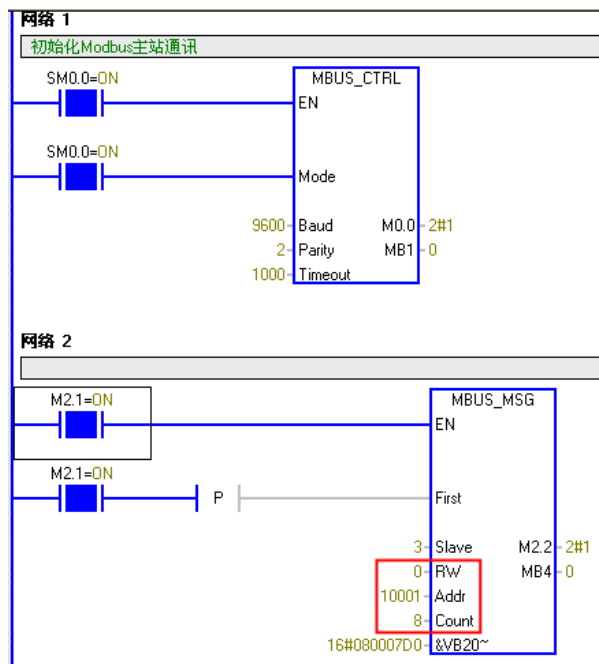 网络 1
初始化Modbus主站通讯
SM0.0=ON
MBUS_CTRL
EN
SM0.0=ON
Mode
9600 Baud M0.0 2#1
2 Parity MB1 0
1000 Timeout
网络 2
M2.1=ON
MBUS_MSG
EN
M2.1=ON
P
First
3 Slave M2.2 2#1
0 RW MB4 0
10001 Addr
8 Count
16#080007D0 &VB20~